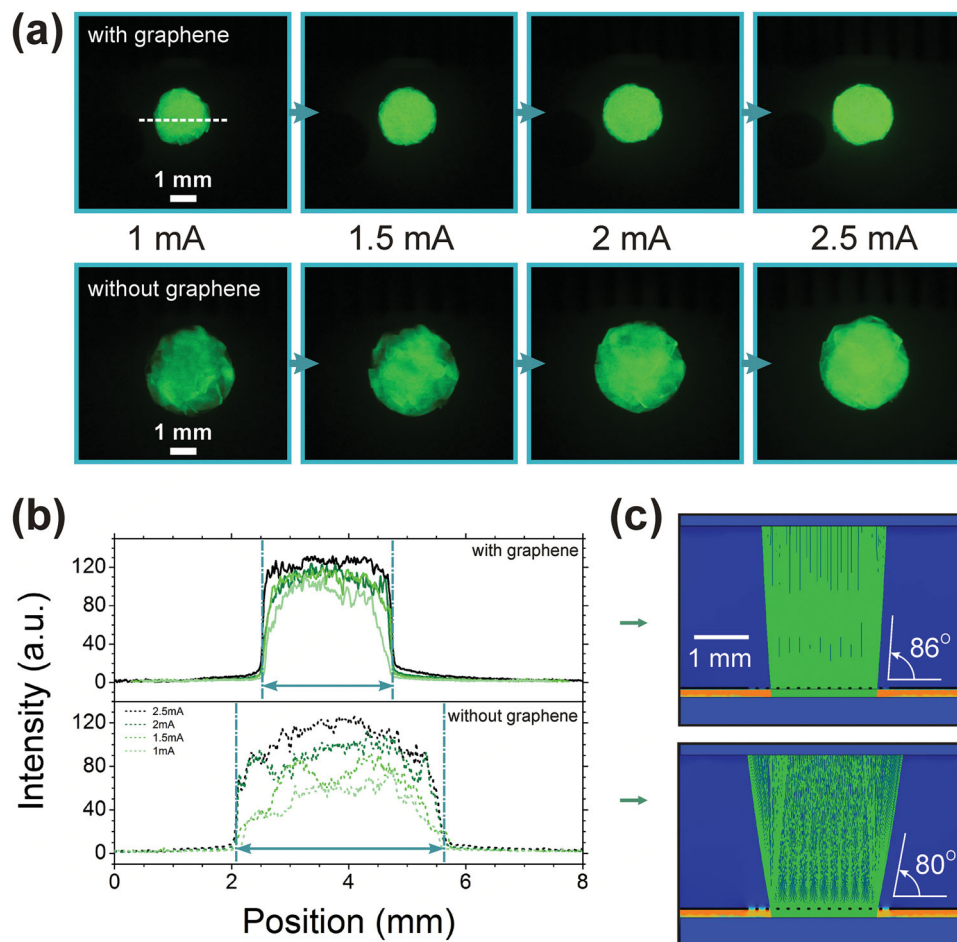 (a)
with graphene
1 mm
1 mA
1.5 mA
2 mA
2.5 mA
without graphene
1 mm
(b)
(c)
Intensity (a.u.)
120
80
40
0
with graphene
120
80
40
0
2.5mA
2mA
1.5mA
1mA
without graphene
0
2
4
6
8
Position (mm)
1 mm
86°
80°